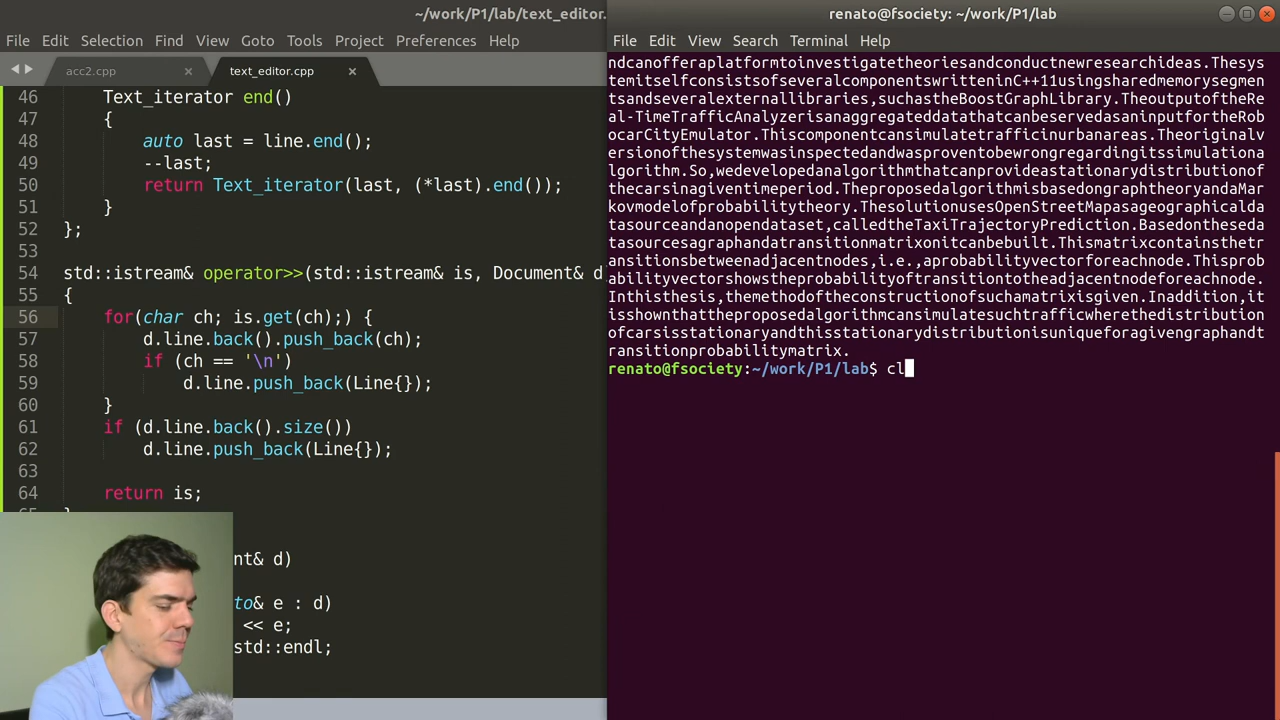 ~/work/P1/lab/text_editor.
File Edit Selection Find View Goto Tools Project Preferences Help
acc2.cpp × text_editor.cpp ×
46 Text_iterator end()
47 {
48 auto last = line.end();
49 --last;
50 return Text_iterator(last, (*last).end());
51 }
52 };
53
54 std::istream& operator>>(std::istream& is, Document& d
55 {
56 for(char ch; is.get(ch);) {
57 d.line.back().push_back(ch);
58 if (ch == '\n')
59 d.line.push_back(Line{});
60 }
61 if (d.line.back().size())
62 d.line.push_back(Line{});
63
64 return is;
nt& d)
to& e : d)
<< e;
std::endl;
renato@fsociety: ~/work/P1/lab
File Edit View Search Terminal Help
ndcanofferaplatformtoinvestigatetheoriesandconductnewresearchideas.Thesys
temitselfconsistsofseveralcomponentswritteninC++11usingsharedmemorysegmen
tsandseveralexternallibraries,suchastheBoostGraphLibrary.TheoutputoftheRe
al-TimeTrafficAnalyzerisanaggregateddatathatcanbeservedasaninputfortheRob
ocarCityEmulator.Thiscomponentcansimulatetrafficinurbanareas.Theoriginalv
ersionofthesystemwasinspectedandwasproventobewrongregardingitssimulationa
lgorithm.So,wedevelopedanalgorithmthatcanprovideastationarydistributionof
thecarsinagiventimeperiod.TheproposedalgorithmisbasedongraphtheoryandaMar
kovmodelofprobabilitytheory.ThesolutionusesOpenStreetMapasageographicalda
tasourceandanopendataset,calledtheTaxiTrajectoryPrediction.Basedontheseda
tasourcesagraphandatransitionmatrixonitcanbebuilt.Thismatrixcontainsthetr
ansitionsbetweenadjacentnodes,i.e.,aprobabilityvectorforeachnode.Thisprob
abilityvectorshowstheprobabilityoftransitiontotheadjacentnodeforeachnode.
Inthisthesis,themethodoftheconstructionofsuchamatrixisgiven.Inaddition,it
isshownthattheproposedalgorithmcansimulatesuchtrafficwherethedistribution
ofcarsisstationaryandthisstationarydistributionisuniqueforagivengraphandt
ransitionprobabilitymatrix.
renato@fsociety:~/work/P1/lab$ cl